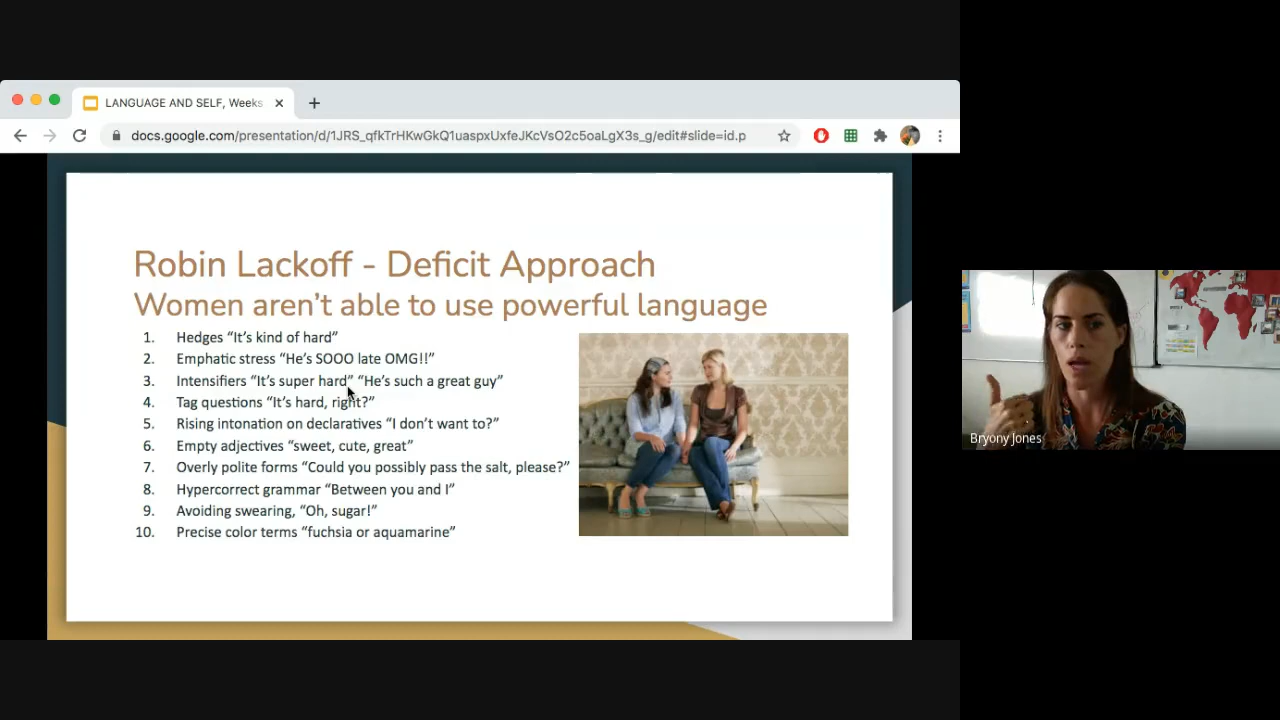 LANGUAGE AND SELF, Weeks
docs.google.com/presentation/d/1JRS_qfkTrHKwGkQ1uaspxUxfeJKcVsO2c5oaLgX3s_g/edit#slide=id.p
Robin Lackoff - Deficit Approach
Women aren’t able to use powerful language
1. Hedges “It’s kind of hard”
2. Emphatic stress “He’s SOOO late OMG!!”
3. Intensifiers “It’s super hard” “He’s such a great guy”
4. Tag questions “It’s hard, right?”
5. Rising intonation on declaratives “I don’t want to?”
6. Empty adjectives “sweet, cute, great”
7. Overly polite forms “Could you possibly pass the salt, please?”
8. Hypercorrect grammar “Between you and I”
9. Avoiding swearing, “Oh, sugar!”
10. Precise color terms “fuchsia or aquamarine”
Bryony Jones